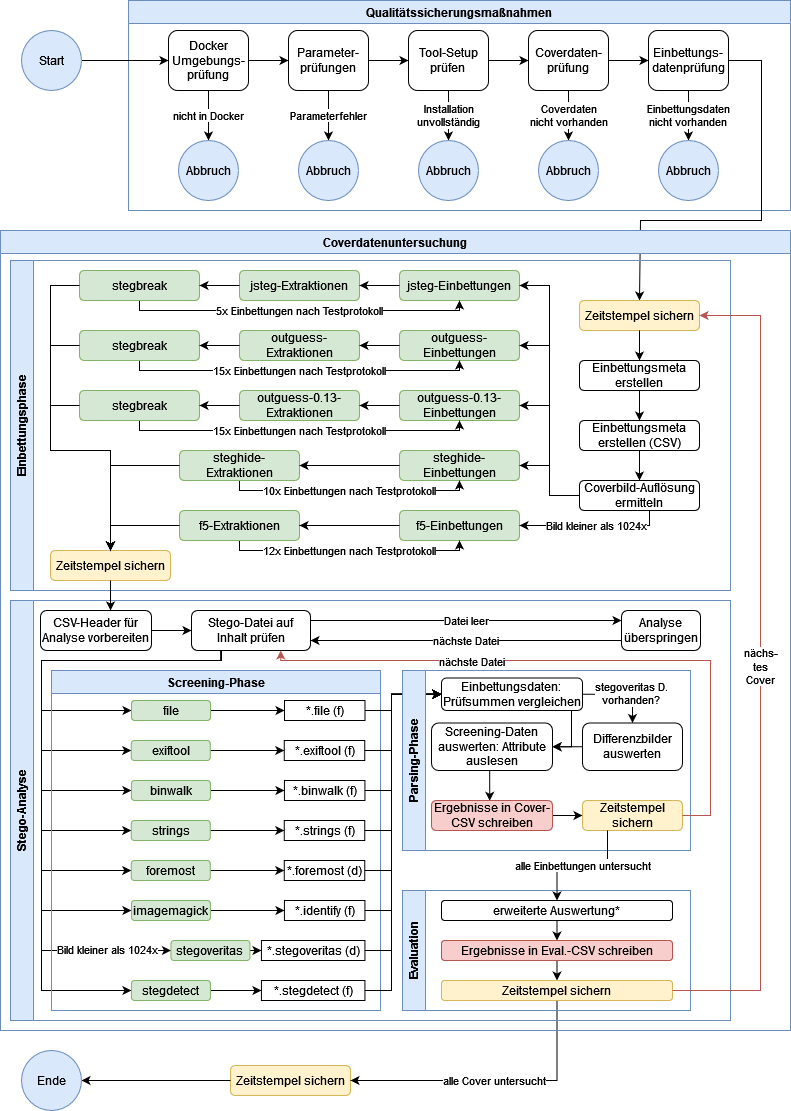 Qualitätssicherungsmaßnahmen
Start
Docker
Umgebungs-
prüfung
Parameter-
prüfungen
Tool-Setup
prüfen
Coverdaten-
prüfung
Einbettungs-
datenprüfung
nicht in Docker
Parameterfehler
Installation
unvollständig
Coverdaten
nicht vorhanden
Einbettungsdaten
nicht vorhanden
Abbruch
Abbruch
Abbruch
Abbruch
Abbruch
Coverdatenuntersuchung
Einbettungsphase
stegbreak
jsteg-Extraktionen
jsteg-Einbettungen
5x Einbettungen nach Testprotokoll
Zeitstempel sichern
stegbreak
outguess-
Extraktionen
outguess-
Einbettungen
15x Einbettungen nach Testprotokoll
Einbettungsmeta
erstellen
stegbreak
outguess-0.13-
Extraktionen
outguess-0.13-
Einbettungen
15x Einbettungen nach Testprotokoll
Einbettungsmeta
erstellen (CSV)
steghide-
Extraktionen
steghide-
Einbettungen
10x Einbettungen nach Testprotokoll
Coverbild-Auflösung
ermitteln
f5-Extraktionen
f5-Einbettungen
Bild kleiner als 1024x
12x Einbettungen nach Testprotokoll
Zeitstempel sichern
Stego-Analyse
CSV-Header für
Analyse vorbereiten
Stego-Datei auf
Inhalt prüfen
Datei leer
nächste Datei
Analyse
überspringen
nächste Datei
nächs-
tes
Cover
Screening-Phase
file
*.file (f)
exiftool
*.exiftool (f)
binwalk
*.binwalk (f)
strings
*.strings (f)
foremost
*.foremost (d)
imagemagick
*.identify (f)
Bild kleiner als 1024x
stegoveritas
*.stegoveritas (d)
stegdetect
*.stegdetect (f)
Parsing-Phase
Einbettungsdaten:
Prüfsummen vergleichen
stegoveritas D.
vorhanden?
Screening-Daten
auswerten: Attribute
auslesen
Differenzbilder
auswerten
Ergebnisse in Cover-
CSV schreiben
Zeitstempel
sichern
alle Einbettungen untersucht
Evaluation
erweiterte Auswertung*
Ergebnisse in Eval.-CSV schreiben
Zeitstempel sichern
Ende
Zeitstempel sichern
alle Cover untersucht